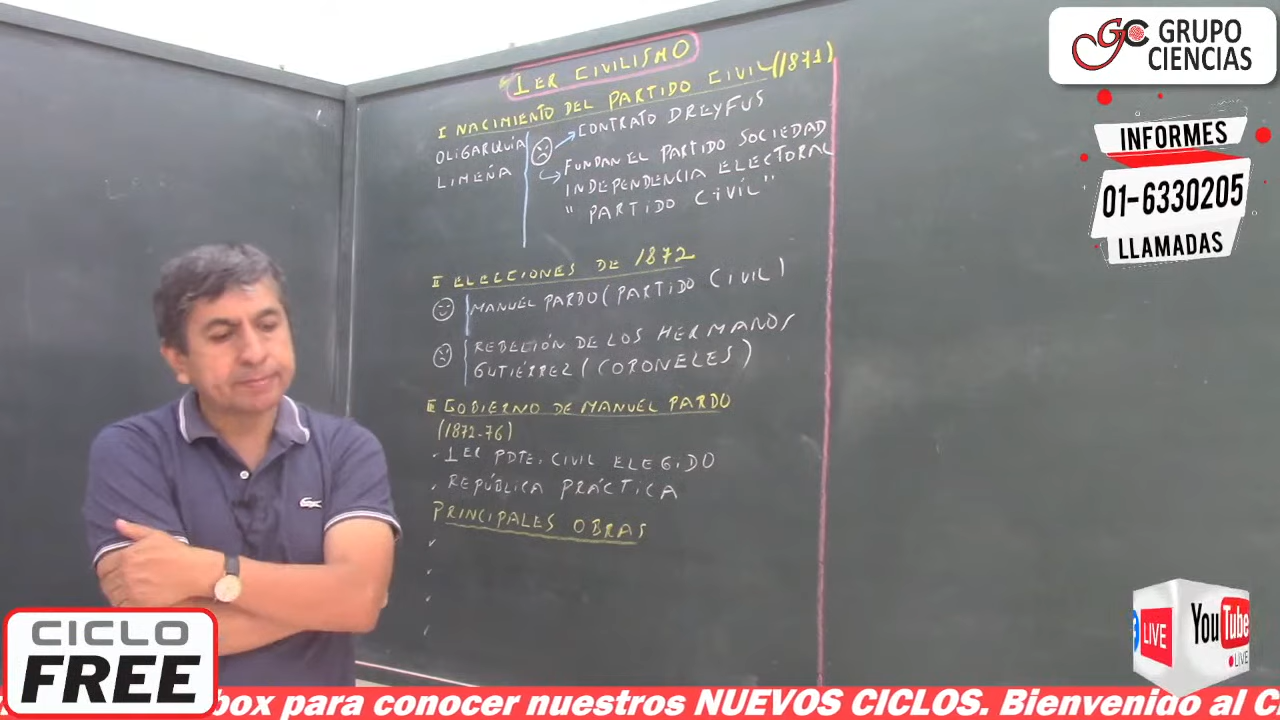 1ER CIVILISMO
I NACIMIENTO DEL PARTIDO CIVIL (1871)
OLIGARQUÍA
LIMEÑA
CONTRATO DREYFUS
FUNDAN EL PARTIDO SOCIEDAD
INDEPENDENCIA ELECTORAL
"PARTIDO CIVIL"
II ELECCIONES DE 1872
MANUEL PARDO (PARTIDO CIVIL)
REBELIÓN DE LOS HERMANOS
GUTIÉRREZ (CORONELES)
III GOBIERNO DE MANUEL PARDO
(1872-76)
1ER PDTE. CIVIL ELEGIDO
REPÚBLICA PRÁCTICA
PRINCIPALES OBRAS
GC GRUPO
CIENCIAS
INFORMES
01-6330205
LLAMADAS
CICLO
FREE
LIVE
YouTube
LIVE
box para conocer nuestros NUEVOS CICLOS. Bienvenido al C